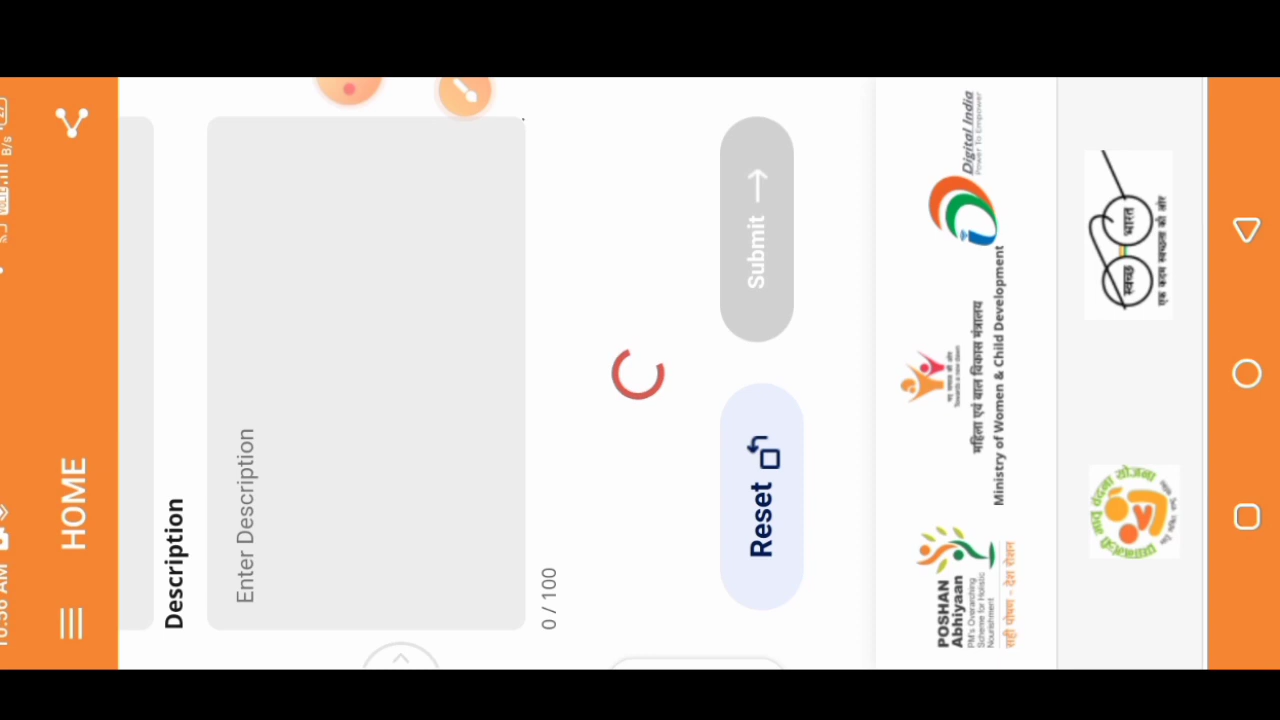 B/s
HOME
Description
Enter Description
0 / 100
Reset
Submit
POSHAN
Abhiyaan
PM's Overarching
Scheme for Holistic
Nourishment
सही पोषण - देश रोशन
महिला एवं बाल विकास मंत्रालय
Ministry of Women & Child Development
Digital India
Power To Empower
स्वच्छ भारत
एक कदम स्वच्छता की ओर